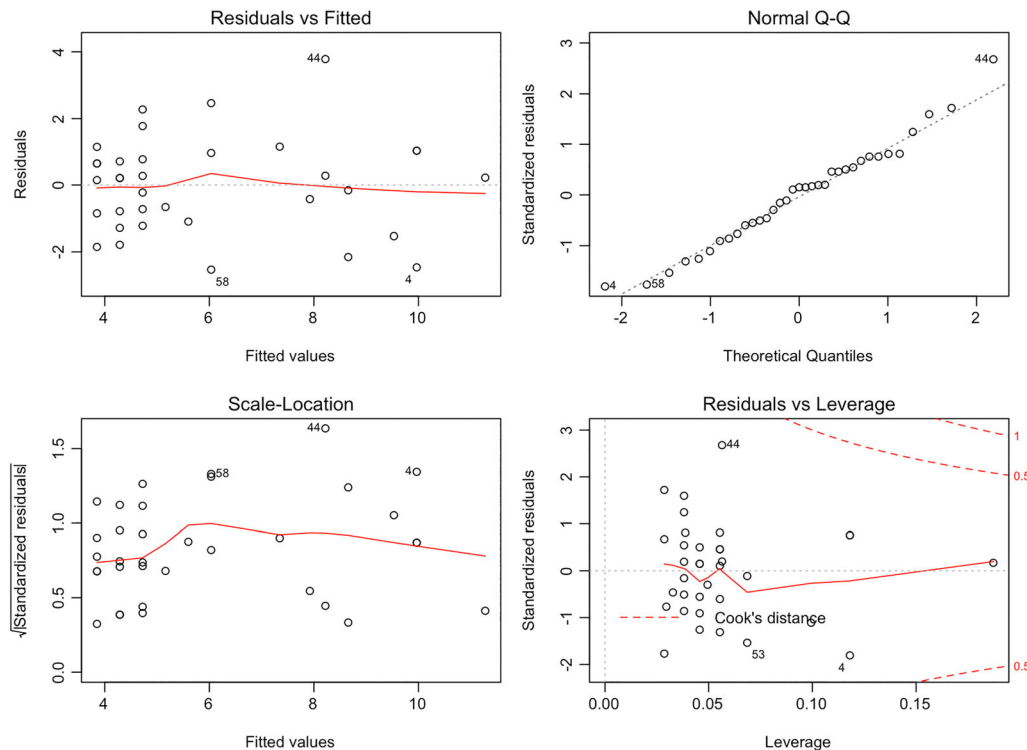 Residuals vs Fitted
Residuals
4
2
0
-2
44
58
4
4 6 8 10
Fitted values
Normal Q-Q
Standardized residuals
3
2
1
0
-1
44
4
58
-2 -1 0 1 2
Theoretical Quantiles
Scale-Location
√|Standardized residuals|
1.5
1.0
0.5
0.0
44
58
4
4 6 8 10
Fitted values
Residuals vs Leverage
Standardized residuals
3
2
1
0
-1
-2
44
1
0.5
Cook's distance
53
4
0.5
0.00 0.05 0.10 0.15
Leverage